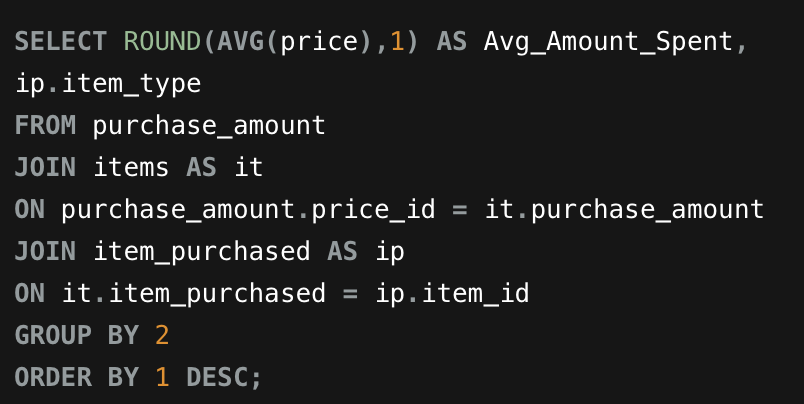 SELECT ROUND(AVG(price),1) AS Avg_Amount_Spent,
ip.item_type
FROM purchase_amount
JOIN items AS it
ON purchase_amount.price_id = it.purchase_amount
JOIN item_purchased AS ip
ON it.item_purchased = ip.item_id
GROUP BY 2
ORDER BY 1 DESC;